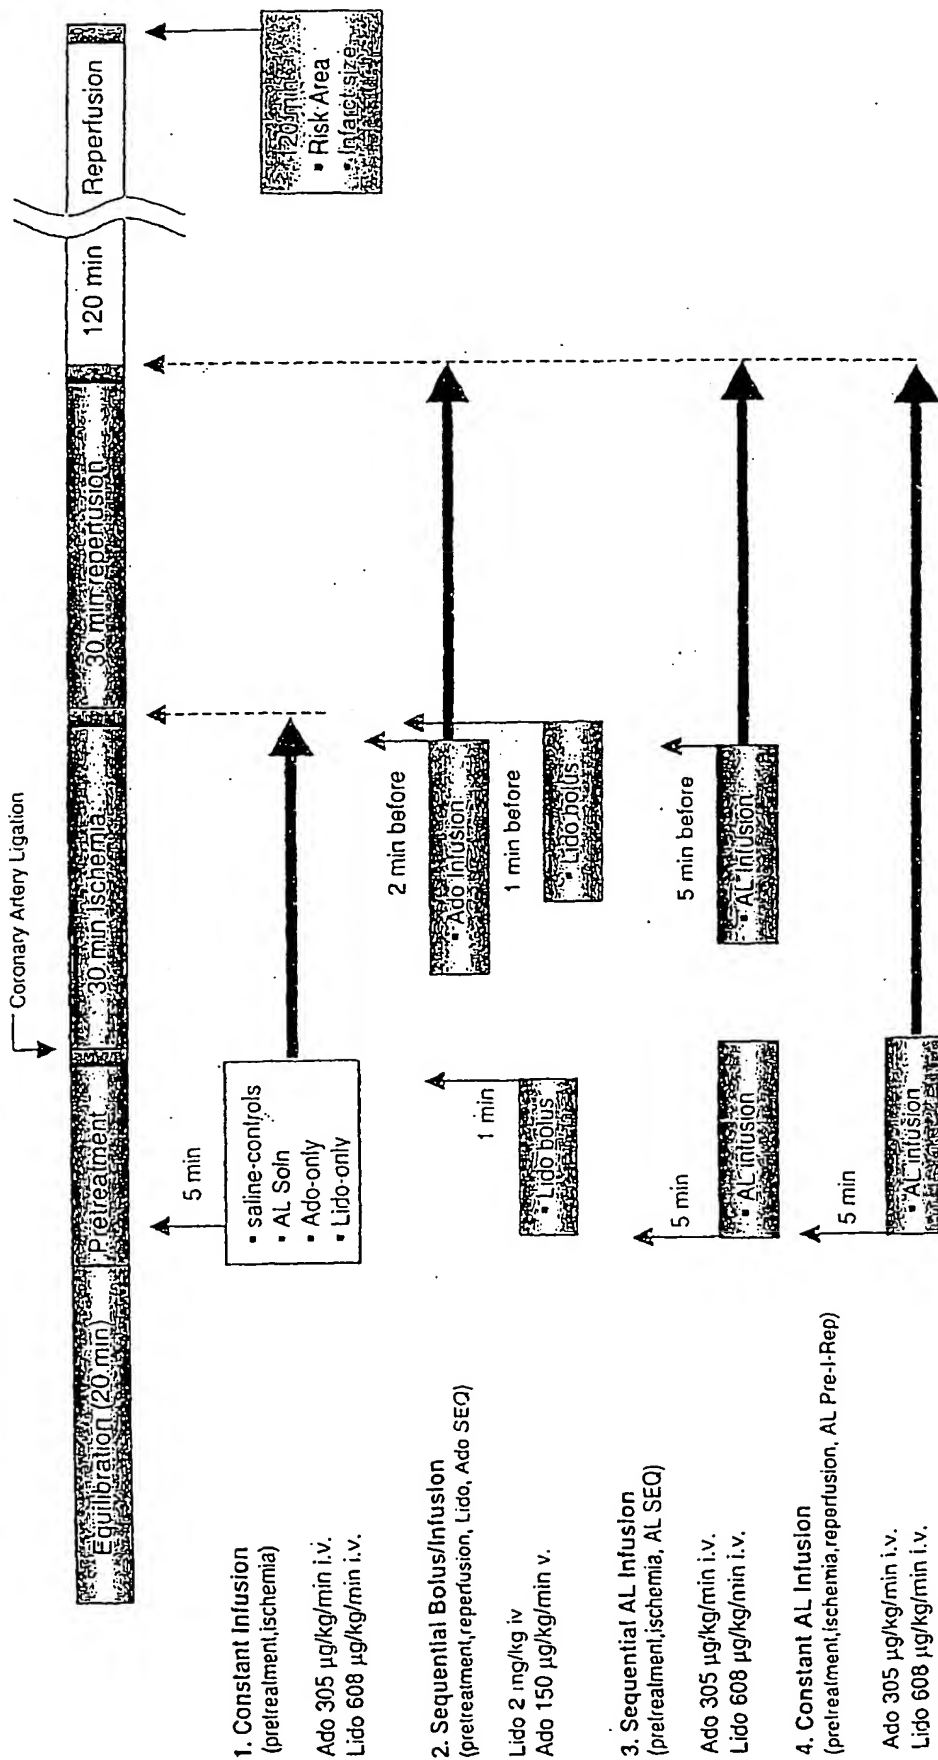 Coronary Artery Ligation
Equilibration (20 min)
Pretreatment
30 min Ischemia
30 min reperfusion
120 min
Reperfusion
120 min
▪ Risk Area
▪ Infarct size
1. Constant Infusion
(pretreatment,ischemia)
Ado 305 µg/kg/min i.v.
Lido 608 µg/kg/min i.v.
5 min
▪ saline-controls
▪ AL Soln
▪ Ado-only
▪ Lido-only
2. Sequential Bolus/Infusion
(pretreatment,reperfusion, Lido, Ado SEQ)
Lido 2 mg/kg iv
Ado 150 µg/kg/min v.
1 min
▪ Lido bolus
2 min before
▪ Ado Infusion
1 min before
▪ Lido bolus
3. Sequential AL Infusion
(pretreatment,ischemia, AL SEQ)
Ado 305 µg/kg/min i.v.
Lido 608 µg/kg/min i.v.
5 min
▪ AL infusion
5 min before
▪ AL infusion
4. Constant AL Infusion
(pretreatment,ischemia,reperfusion, AL Pre-I-Rep)
Ado 305 µg/kg/min i.v.
Lido 608 µg/kg/min i.v.
5 min
▪ AL infusion